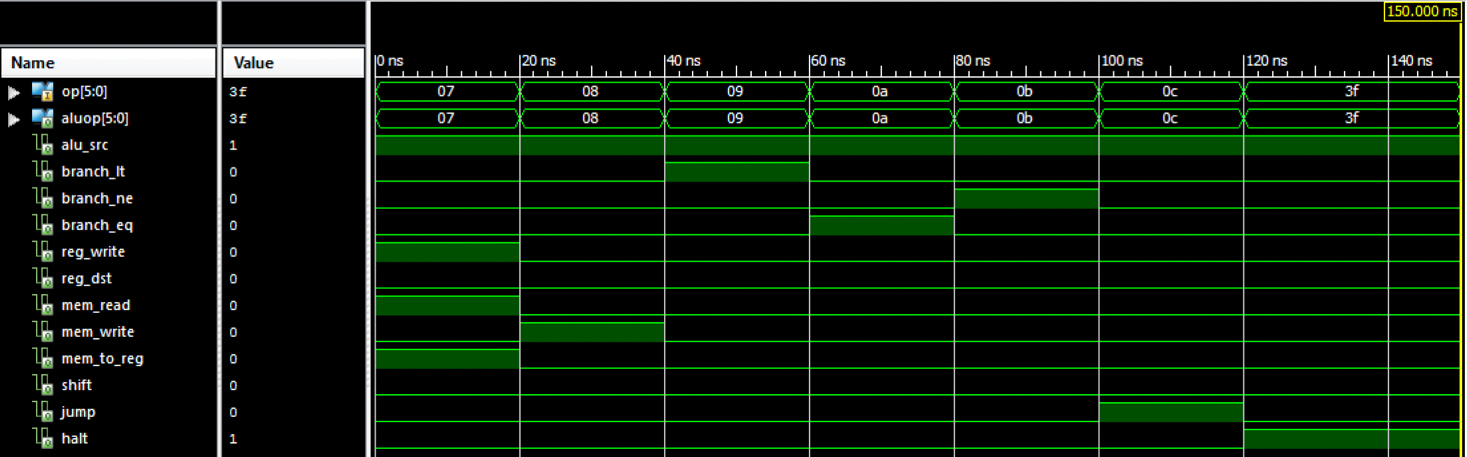 150.000 ns
Name Value 0 ns 20 ns 40 ns 60 ns 80 ns 100 ns 120 ns 140 ns
op[5:0] 3f 07 08 09 0a 0b 0c 3f
aluop[5:0] 3f 07 08 09 0a 0b 0c 3f
alu_src 1
branch_lt 0
branch_ne 0
branch_eq 0
reg_write 0
reg_dst 0
mem_read 0
mem_write 0
mem_to_reg 0
shift 0
jump 0
halt 1